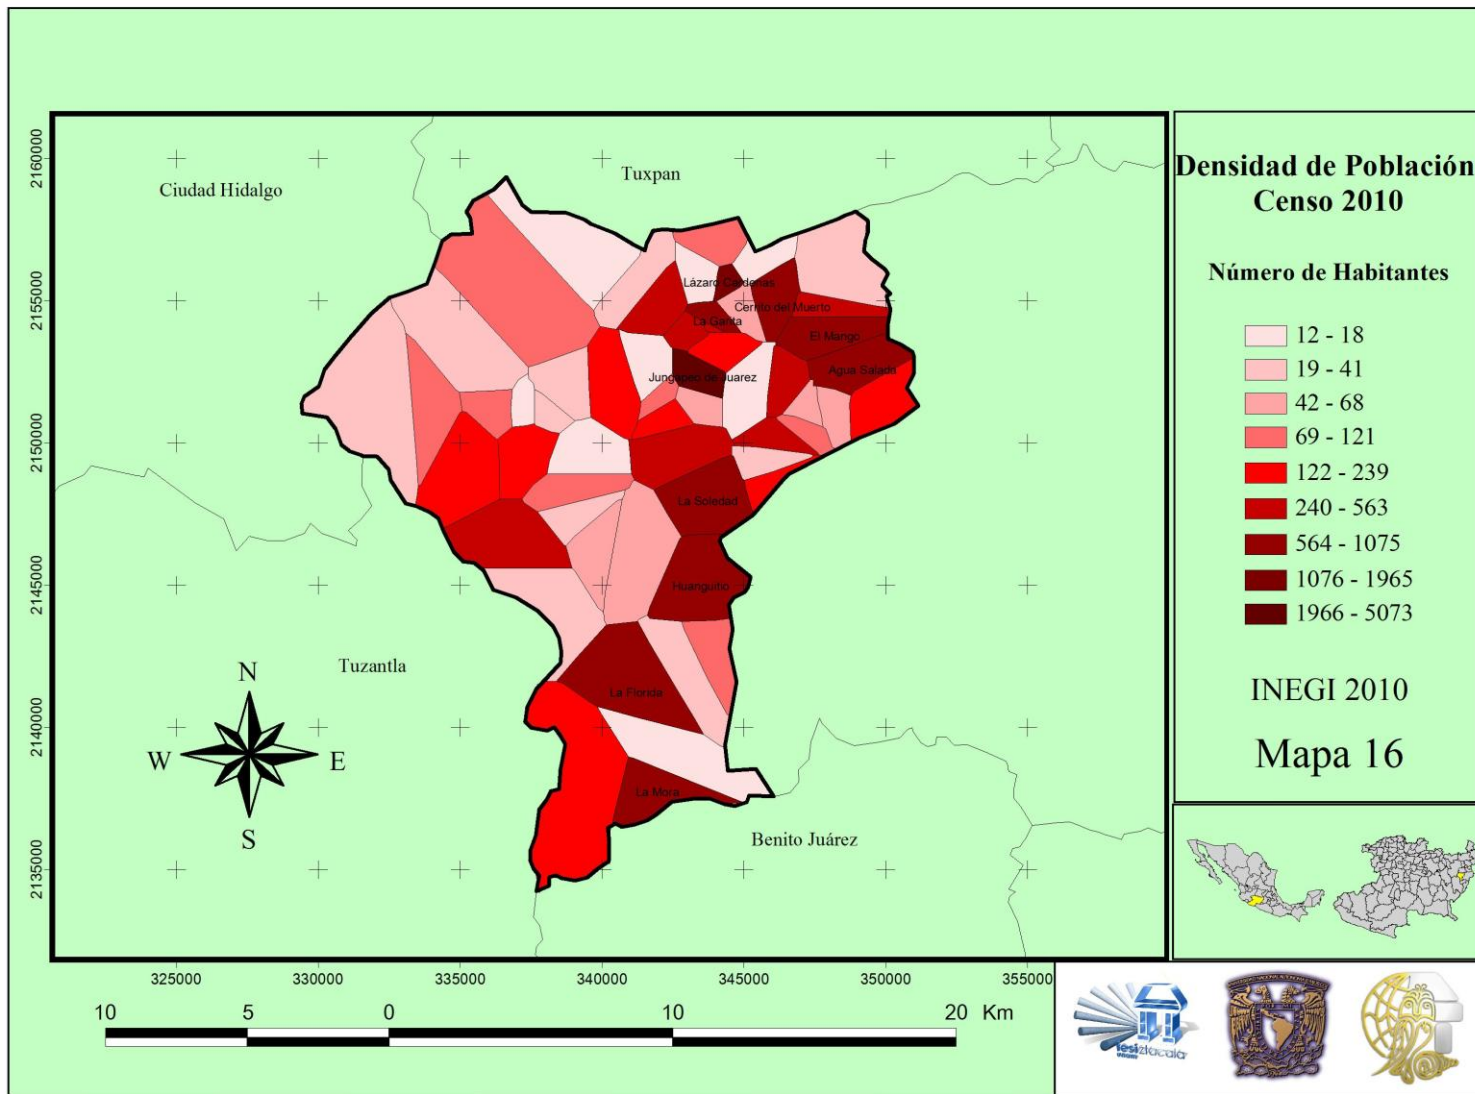 Ciudad Hidalgo
Tuxpan
Tuzantla
Benito Juárez
Lázaro Cardenas
Cerrito del Muerto
La Garita
El Mango
Jungapeo de Juarez
Agua Salada
La Soledad
Huanguitio
La Florida
La Mora
N
W
E
S
2160000
2155000
2150000
2145000
2140000
2135000
325000
330000
335000
340000
345000
350000
355000
10
5
0
10
20
Km
Densidad de Población
Censo 2010
Número de Habitantes
12 - 18
19 - 41
42 - 68
69 - 121
122 - 239
240 - 563
564 - 1075
1076 - 1965
1966 - 5073
INEGI 2010
Mapa 16
iztacala